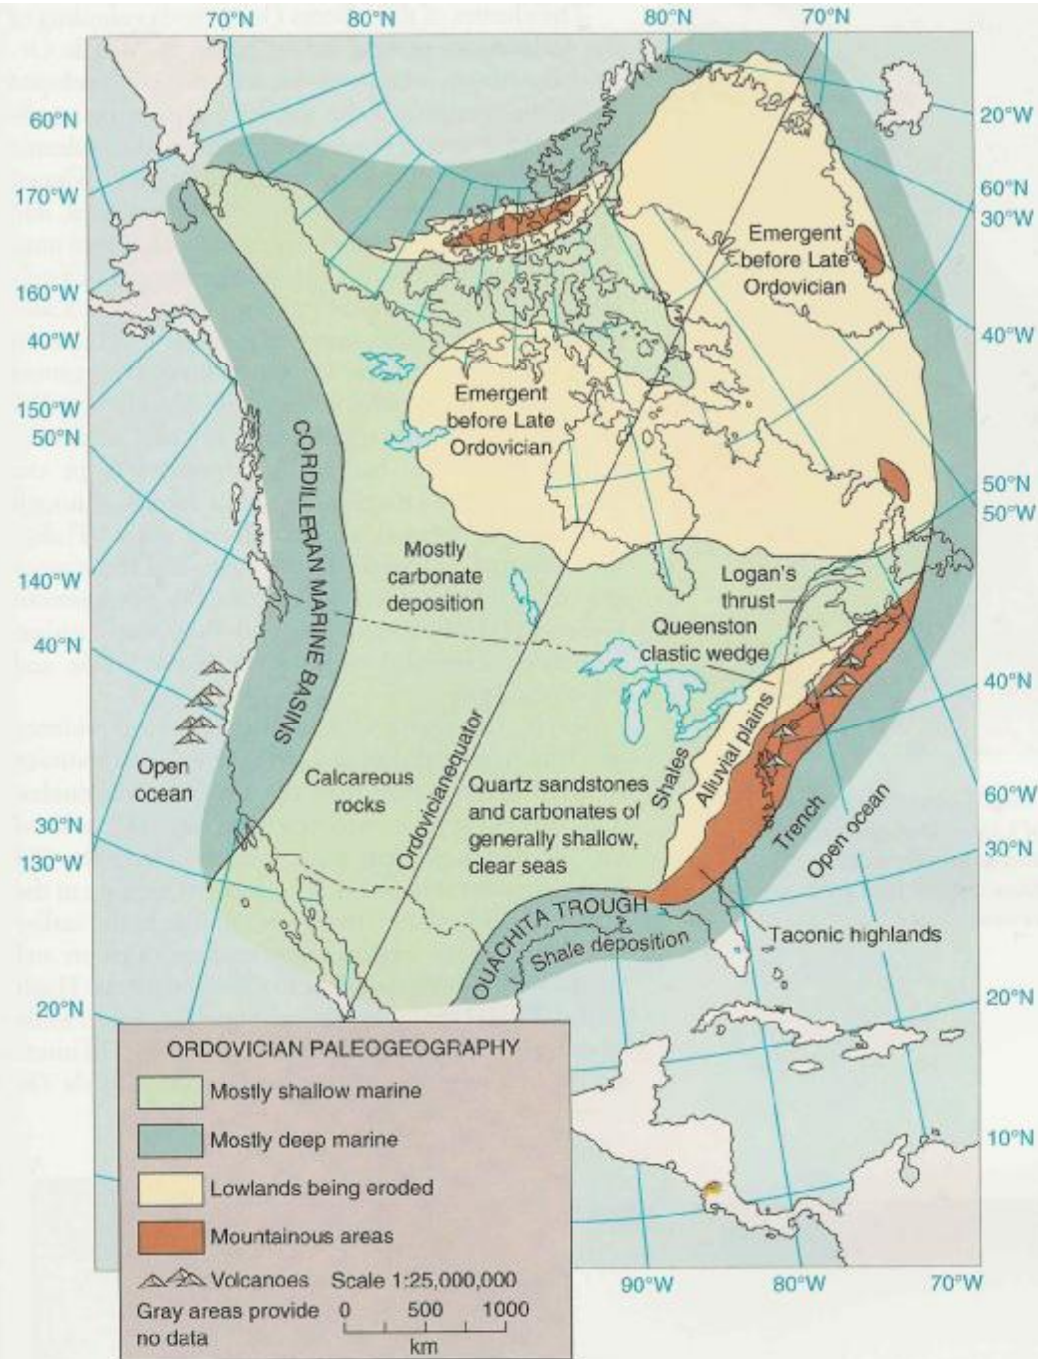 70°N
80°N
80°N
70°N
60°N
170°W
160°W
40°W
150°W
50°N
140°W
40°N
30°N
130°W
20°N
20°W
60°N
30°W
40°W
50°N
50°W
40°N
60°W
30°N
20°N
10°N
90°W
80°W
70°W
Emergent
before Late
Ordovician
Emergent
before Late
Ordovician
CORDILLERAN MARINE BASINS
Mostly
carbonate
deposition
Logan's
thrust
Queenston
clastic wedge
Open
ocean
Calcareous
rocks
Ordovicianequator
Quartz sandstones
and carbonates of
generally shallow,
clear seas
Shales
Alluvial plains
Trench
Open ocean
OUACHITA TROUGH
Shale deposition
Taconic highlands
ORDOVICIAN PALEOGEOGRAPHY
Mostly shallow marine
Mostly deep marine
Lowlands being eroded
Mountainous areas
Volcanoes Scale 1:25,000,000
Gray areas provide
no data
0 500 1000
km